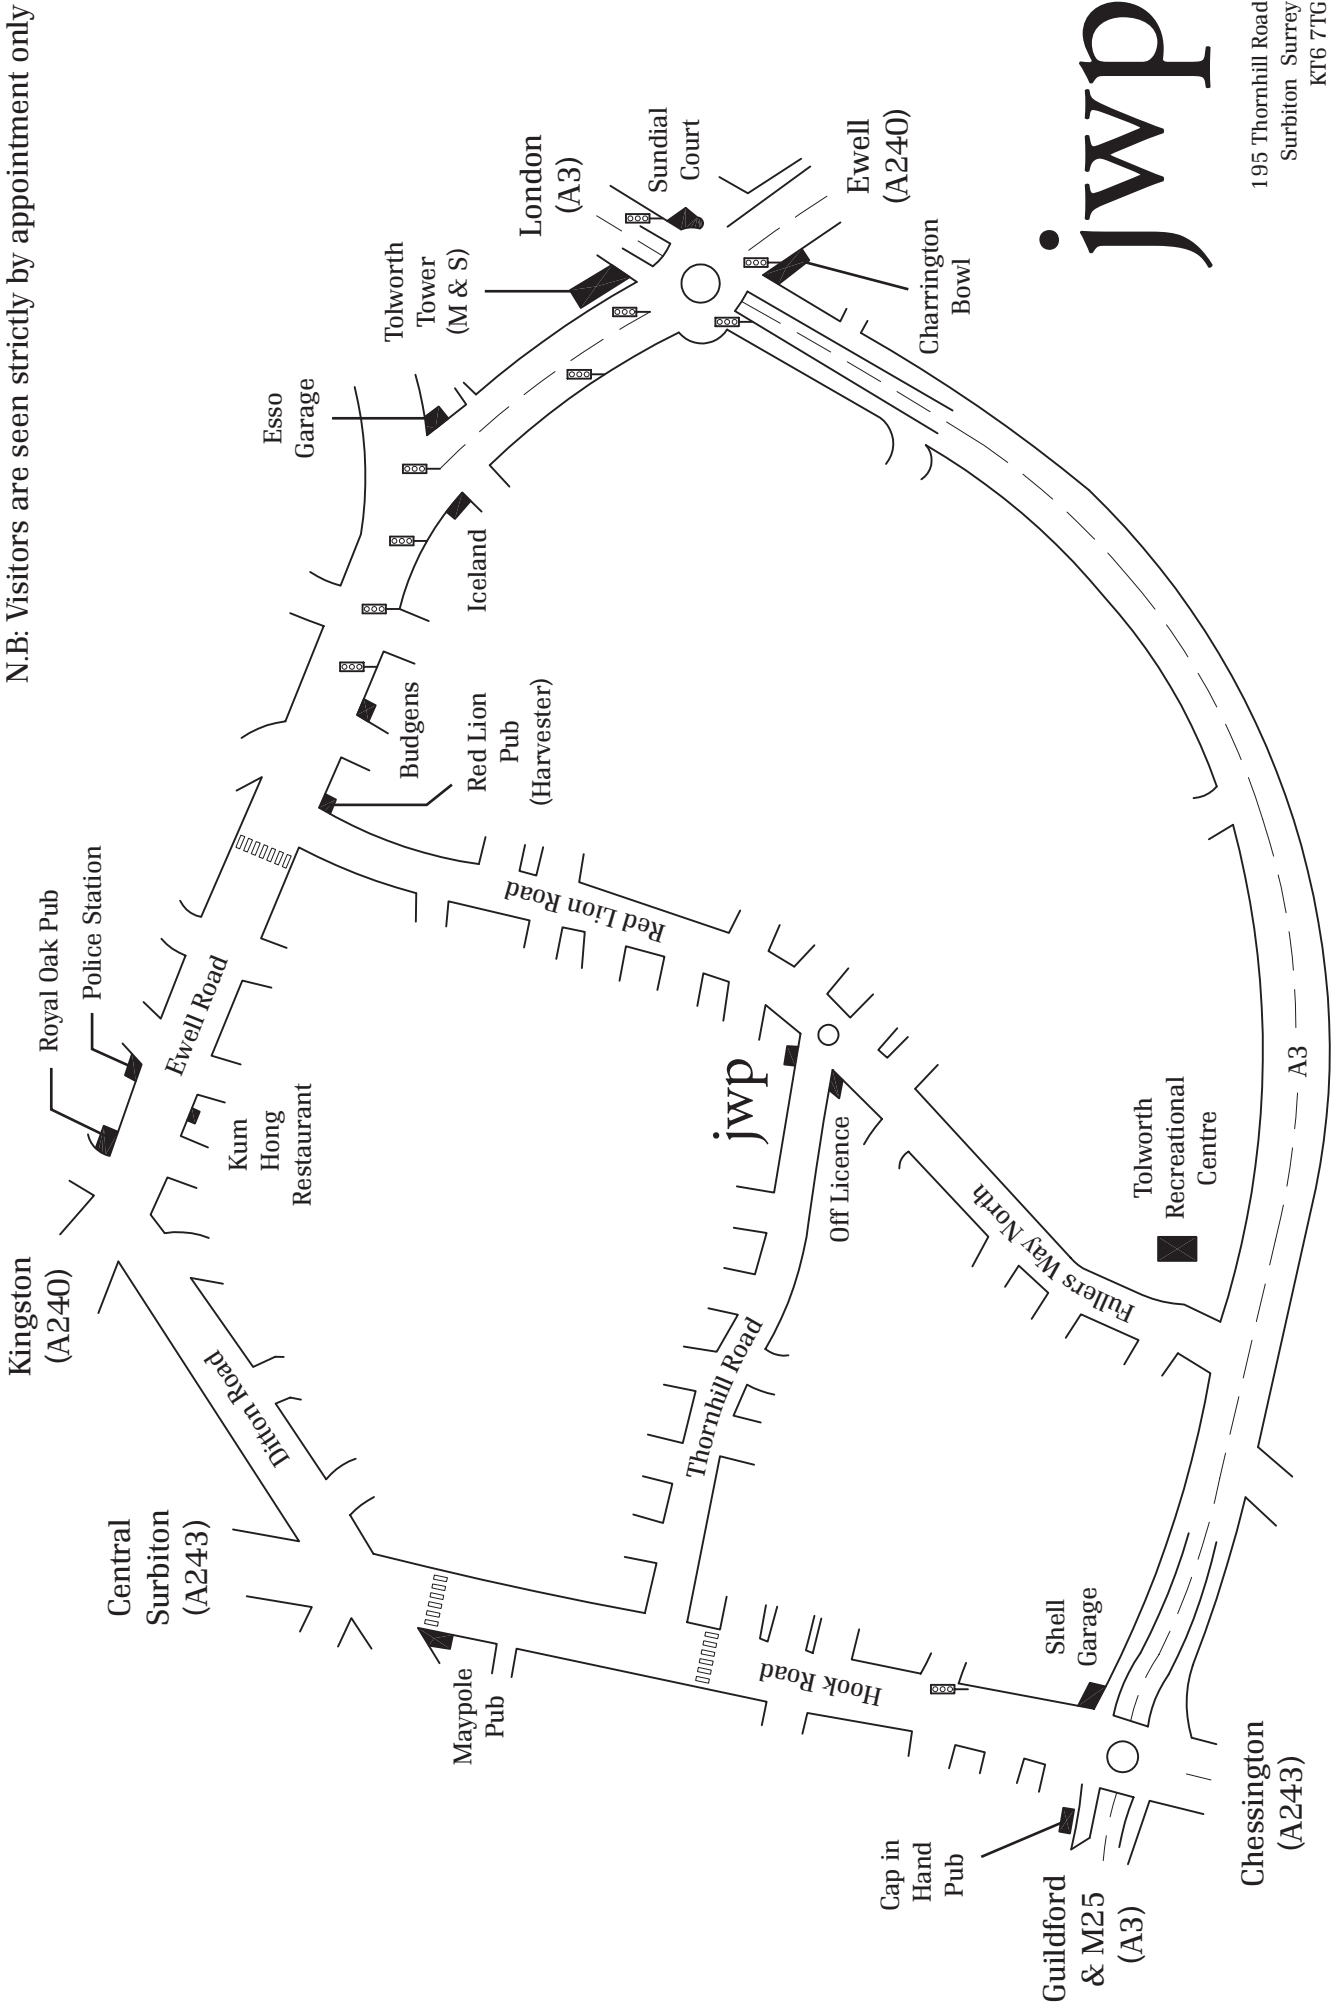 N.B: Visitors are seen strictly by appointment only
Kingston
(A240)
Royal Oak Pub
Police Station
Central
Surbiton
(A243)
Ditton Road
Ewell Road
Kum
Hong
Restaurant
Esso
Garage
Tolworth
Tower
(M & S)
London
(A3)
Sundial
Court
Ewell
(A240)
Charrington
Bowl
Iceland
Budgens
Red Lion
Pub
(Harvester)
Red Lion Road
jwp
Off Licence
Thornhill Road
Maypole
Pub
Hook Road
Fullers Way North
Tolworth
Recreational
Centre
A3
Shell
Garage
Cap in
Hand
Pub
Guildford
& M25
(A3)
Chessington
(A243)
jwp
195 Thornhill Road
Surbiton Surrey
KT6 7TG